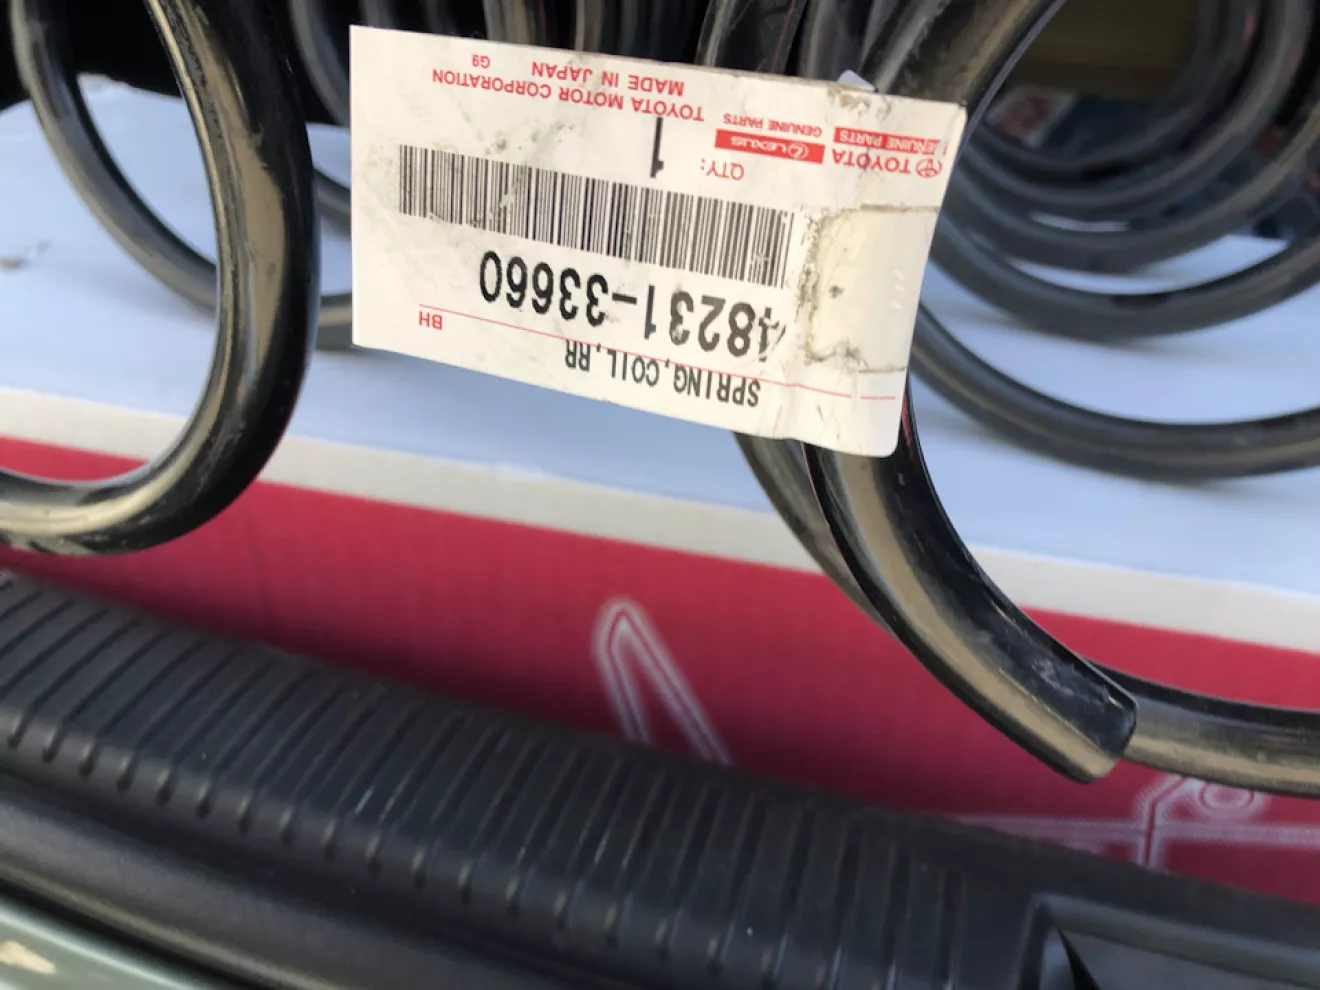 SPRING,COIL,RR
BH
48231-33660
QTY: 1
TOYOTA GENUINE PARTS
LEXUS GENUINE PARTS
TOYOTA MOTOR CORPORATION
MADE IN JAPAN G9